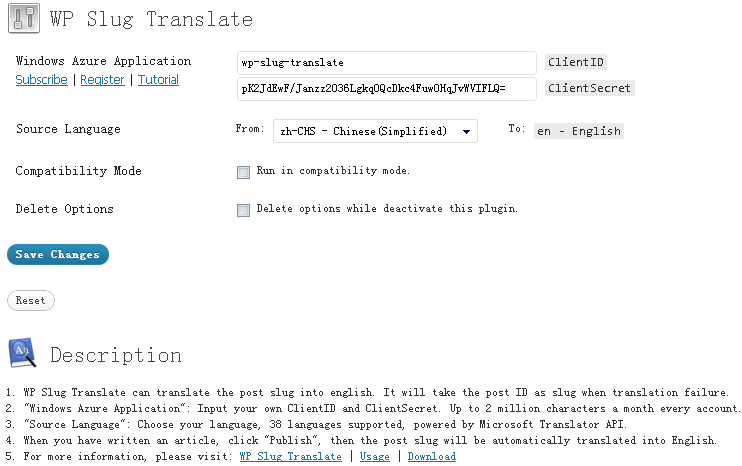 WP Slug Translate
Windows Azure Application
wp-slug-translate
ClientID
Subscribe | Register | Tutorial
pK2JdEwF/Janzz2036LgkqOQcDkc4FuwOHqJvWVIFLQ=
ClientSecret
Source Language
From: zh-CHS - Chinese(Simplified)
To: en - English
Compatibility Mode
Run in compatibility mode.
Delete Options
Delete options while deactivate this plugin.
Save Changes
Reset
Description
1. WP Slug Translate can translate the post slug into english. It will take the post ID as slug when translation failure.
2. "Windows Azure Application": Input your own ClientID and ClientSecret. Up to 2 million characters a month every account.
3. "Source Language": Choose your language, 38 languages supported, powered by Microsoft Translator API.
4. When you have written an article, click "Publish", then the post slug will be automatically translated into English.
5. For more information, please visit: WP Slug Translate | Usage | Download